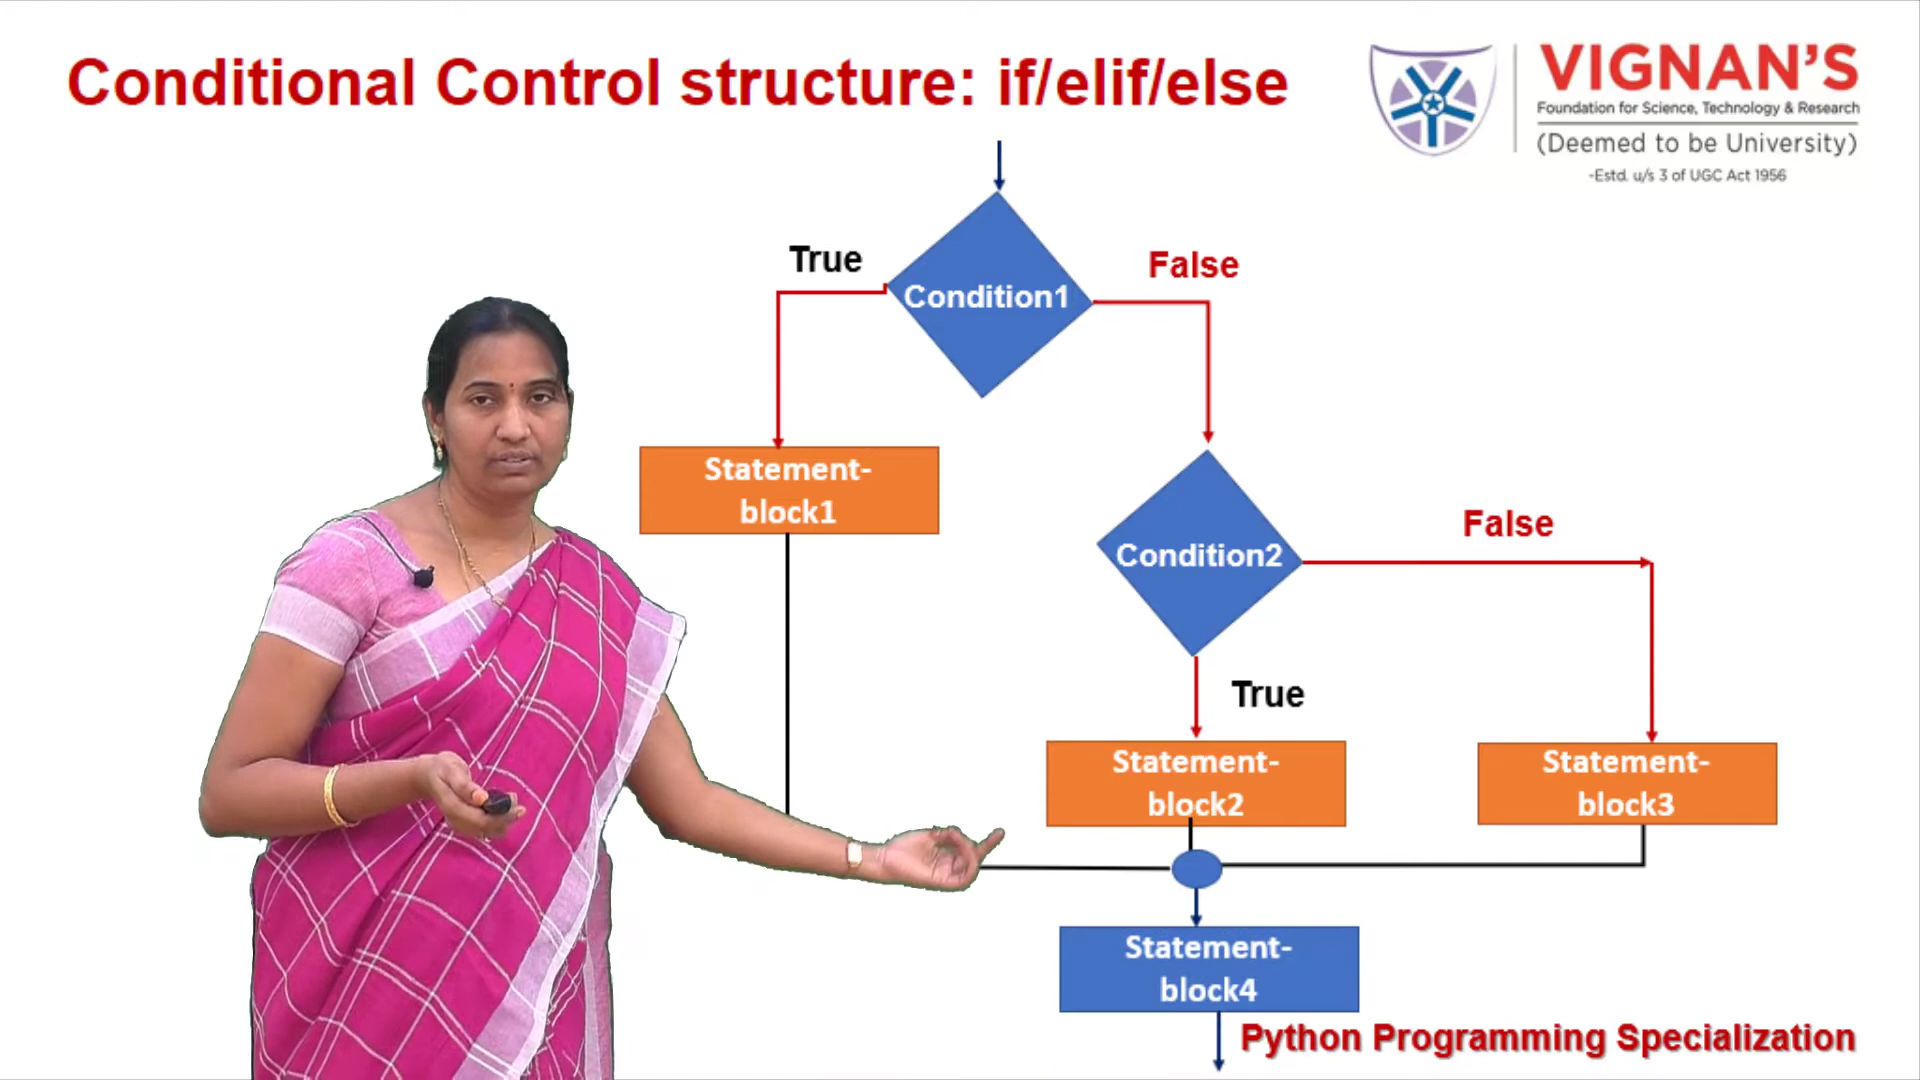 Conditional Control structure: if/elif/else
VIGNAN'S
Foundation for Science, Technology & Research
(Deemed to be University)
-Estd. u/s 3 of UGC Act 1956
True
False
Condition1
Statement-
block1
False
Condition2
True
Statement-
block2
Statement-
block3
Statement-
block4
Python Programming Specialization